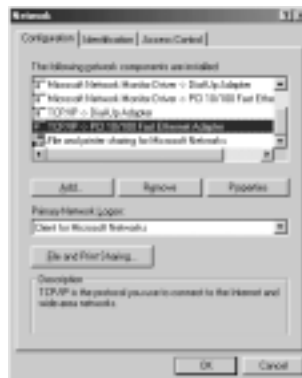 Network
Configuration Identification Access Control
The following network components are installed:
Microsoft Network Monitor Driver -> Dial-Up Adapter
Microsoft Network Monitor Driver -> PCI 10/100 Fast Ethe
TCP/IP -> Dial-Up Adapter
TCP/IP -> PCI 10/100 Fast Ethernet Adapter
File and printer sharing for Microsoft Networks
Add... Remove Properties
Primary Network Logon:
Client for Microsoft Networks
File and Print Sharing...
Description
TCP/IP is the protocol you use to connect to the Internet and
wide-area networks.
OK Cancel